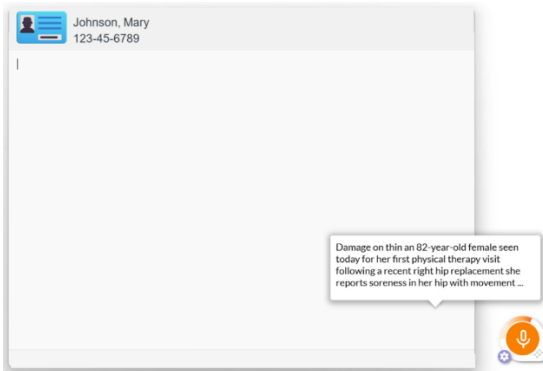 Johnson, Mary
123-45-6789
Damage on thin an 82-year-old female seen
today for her first physical therapy visit
following a recent right hip replacement she
reports soreness in her hip with movement ...